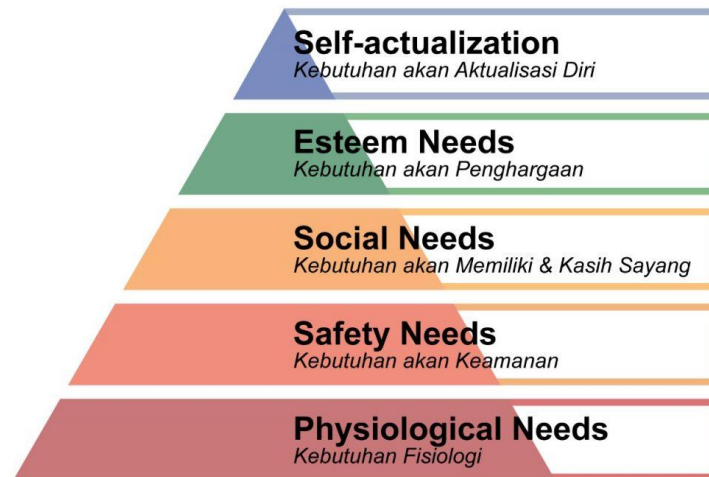 Self-actualization
Kebutuhan akan Aktualisasi Diri
Esteem Needs
Kebutuhan akan Penghargaan
Social Needs
Kebutuhan akan Memiliki & Kasih Sayang
Safety Needs
Kebutuhan akan Keamanan
Physiological Needs
Kebutuhan Fisiologi